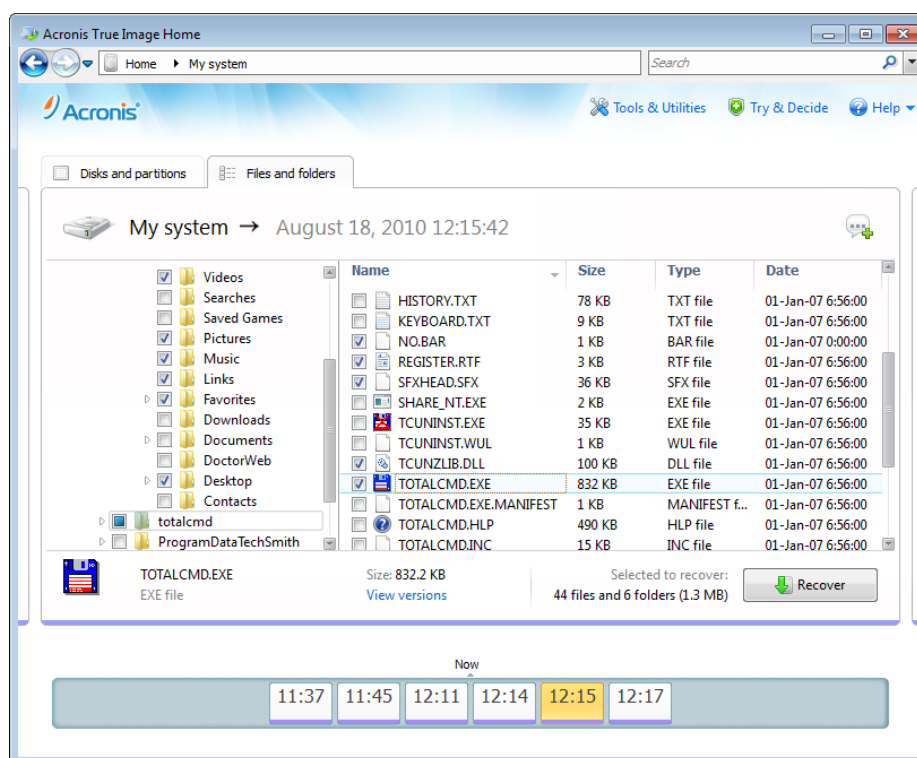 Acronis True Image Home
Home ▸ My system
Search
Acronis
Tools & Utilities
Try & Decide
Help
Disks and partitions
Files and folders
My system → August 18, 2010 12:15:42
Videos
Searches
Saved Games
Pictures
Music
Links
Favorites
Downloads
Documents
DoctorWeb
Desktop
Contacts
totalcmd
ProgramDataTechSmith
Name Size Type Date
HISTORY.TXT 78 KB TXT file 01-Jan-07 6:56:00
KEYBOARD.TXT 9 KB TXT file 01-Jan-07 6:56:00
NO.BAR 1 KB BAR file 01-Jan-07 0:00:00
REGISTER.RTF 3 KB RTF file 01-Jan-07 6:56:00
SFXHEAD.SFX 36 KB SFX file 01-Jan-07 6:56:00
SHARE_NT.EXE 2 KB EXE file 01-Jan-07 6:56:00
TCUNINST.EXE 35 KB EXE file 01-Jan-07 6:56:00
TCUNINST.WUL 1 KB WUL file 01-Jan-07 6:56:00
TCUNZLIB.DLL 100 KB DLL file 01-Jan-07 6:56:00
TOTALCMD.EXE 832 KB EXE file 01-Jan-07 6:56:00
TOTALCMD.EXE.MANIFEST 1 KB MANIFEST f... 01-Jan-07 6:56:00
TOTALCMD.HLP 490 KB HLP file 01-Jan-07 6:56:00
TOTALCMD.INC 15 KB INC file 01-Jan-07 6:56:00
TOTALCMD.EXE
EXE file
Size: 832.2 KB
View versions
Selected to recover:
44 files and 6 folders (1.3 MB)
Recover
Now
11:37 11:45 12:11 12:14 12:15 12:17